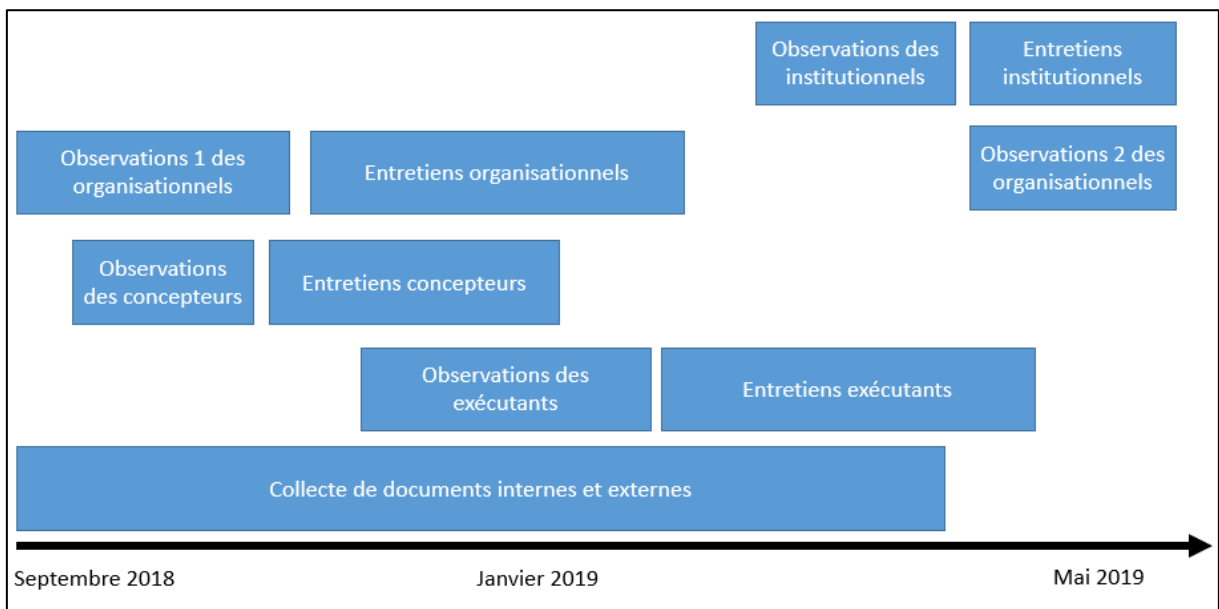 Observations des
institutionnels
Entretiens
institutionnels
Observations 1 des
organisationnels
Entretiens organisationnels
Observations 2 des
organisationnels
Observations
des concepteurs
Entretiens concepteurs
Observations des
exécutants
Entretiens exécutants
Collecte de documents internes et externes
Septembre 2018
Janvier 2019
Mai 2019